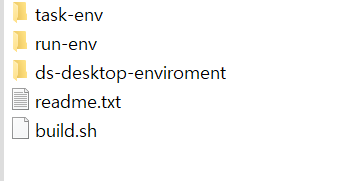 task-env
run-env
ds-desktop-enviroment
readme.txt
build.sh